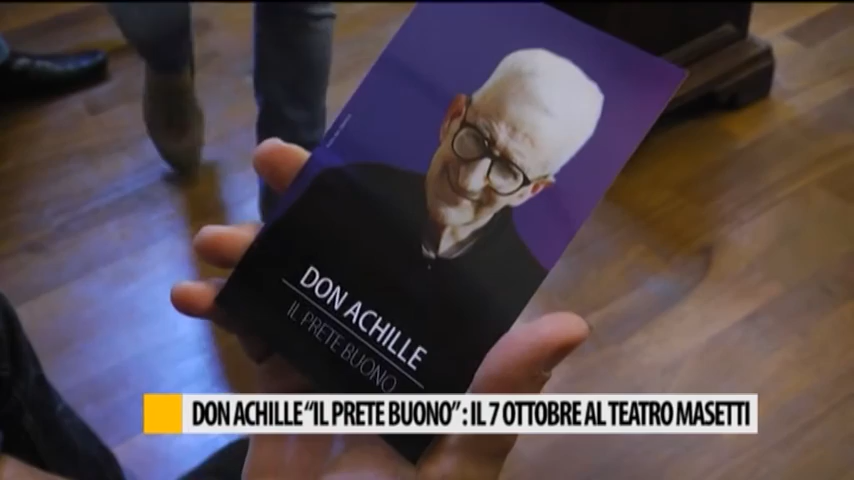 DON ACHILLE
IL PRETE BUONO
DON ACHILLE “IL PRETE BUONO” : IL 7 OTTOBRE AL TEATRO MASETTI